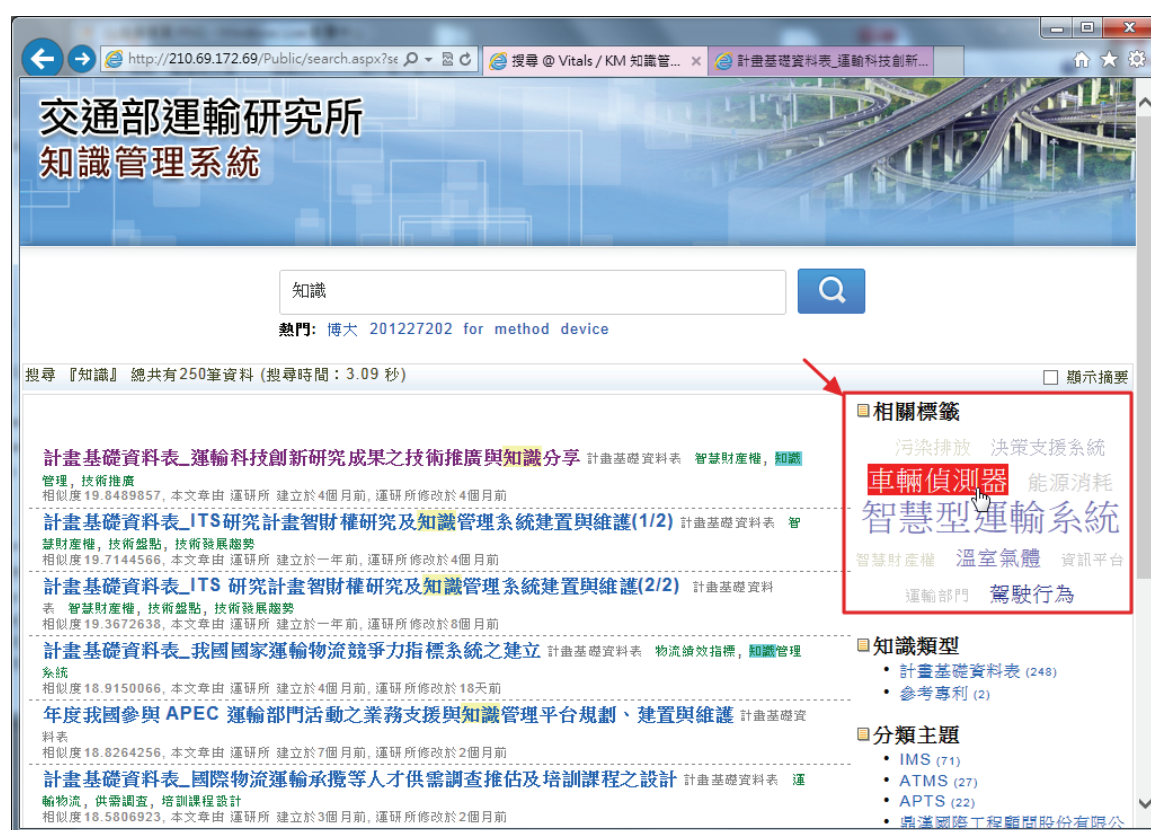 http://210.69.172.69/Public/search.aspx?se
搜尋 @ Vitals / KM 知識管...
計畫基礎資料表_運輸科技創新...
交通部運輸研究所
知識管理系統
知識
熱門: 博大 201227202 for method device
搜尋 『知識』 總共有250筆資料 (搜尋時間：3.09 秒)
顯示摘要
計畫基礎資料表_運輸科技創新研究成果之技術推廣與知識分享 計畫基礎資料表 智慧財產權, 知識
管理, 技術推廣
相似度19.8489857, 本文章由 運研所 建立於4個月前, 運研所修改於4個月前
計畫基礎資料表_ITS研究計畫智財權研究及知識管理系統建置與維護(1/2) 計畫基礎資料表 智
慧財產權, 技術盤點, 技術發展趨勢
相似度19.7144566, 本文章由 運研所 建立於一年前, 運研所修改於4個月前
計畫基礎資料表_ITS 研究計畫智財權研究及知識管理系統建置與維護(2/2) 計畫基礎資料
表 智慧財產權, 技術盤點, 技術發展趨勢
相似度19.3672638, 本文章由 運研所 建立於一年前, 運研所修改於8個月前
計畫基礎資料表_我國國家運輸物流競爭力指標系統之建立 計畫基礎資料表 物流績效指標, 知識管理
系統
相似度18.9150066, 本文章由 運研所 建立於4個月前, 運研所修改於18天前
年度我國參與 APEC 運輸部門活動之業務支援與知識管理平台規劃、建置與維護 計畫基礎資
料表
相似度18.8264256, 本文章由 運研所 建立於7個月前, 運研所修改於2個月前
計畫基礎資料表_國際物流運輸承攬等人才供需調查推估及培訓課程之設計 計畫基礎資料表 運
輸物流, 供需調查, 培訓課程設計
相似度18.5806923, 本文章由 運研所 建立於3個月前, 運研所修改於2個月前
相關標籤
污染排放 決策支援系統
車輛偵測器 能源消耗
智慧型運輸系統
智慧財產權 溫室氣體 資訊平台
運輸部門 駕駛行為
知識類型
• 計畫基礎資料表 (248)
• 參考專利 (2)
分類主題
• IMS (71)
• ATMS (27)
• APTS (22)
• 鼎漢國際工程顧問股份有限公